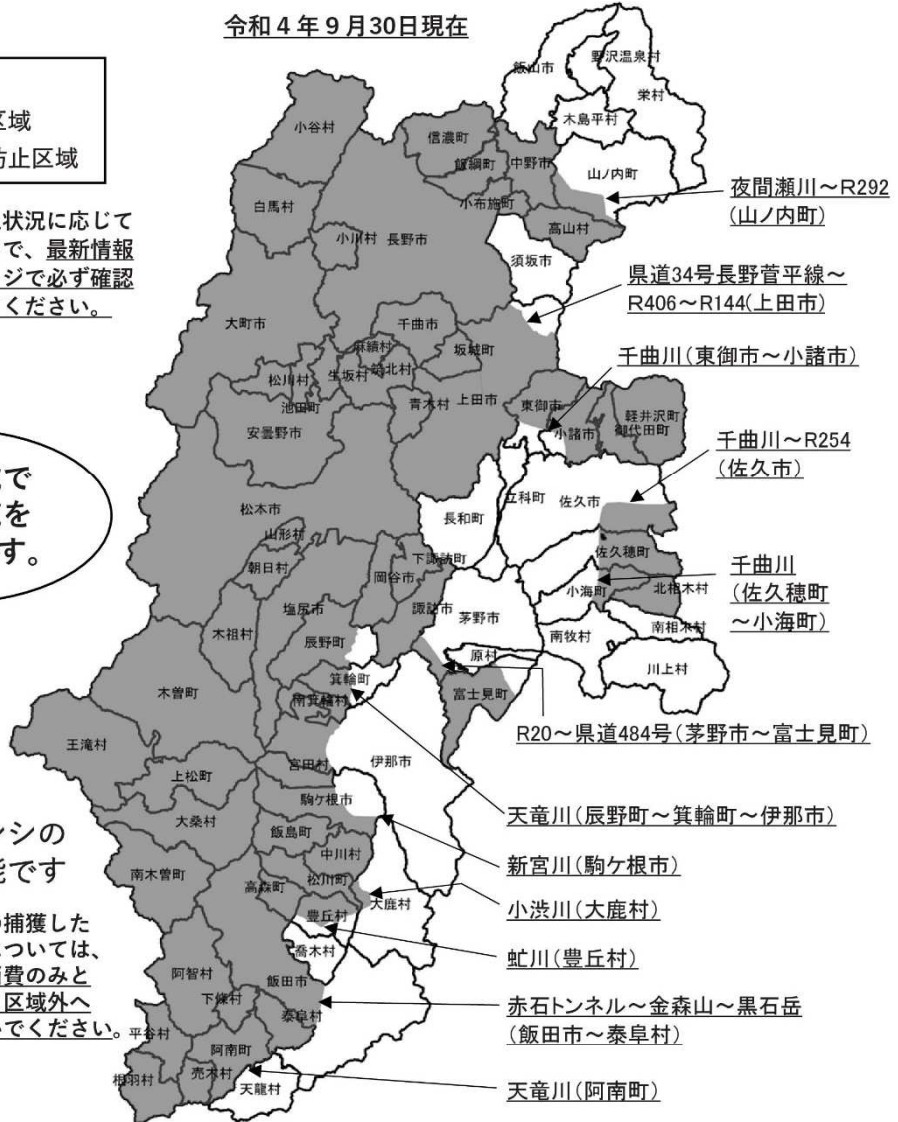 令和４年９月30日現在
区域
防止区域
状況に応じて
で、最新情報
ジで必ず確認
ください。
で
を
す。
シの
能です
捕獲した
については、
費のみと
区域外へ
いでください。
飯山市
野沢温泉村
栄村
木島平村
山ノ内町
中野市
信濃町
飯綱町
小布施町
高山村
須坂市
小谷村
白馬村
小川村
長野市
大町市
千曲市
麻績村
坂城町
生坂村
筑北村
松川村
池田町
青木村
上田市
東御市
小諸市
軽井沢町
御代田町
安曇野市
松本市
長和町
立科町
佐久市
山形村
朝日村
下諏訪町
岡谷市
佐久穂町
北相木村
小海町
塩尻市
諏訪市
茅野市
木祖村
辰野町
南牧村
南相木村
原村
川上村
箕輪町
富士見町
木曽町
南箕輪村
王滝村
伊那市
宮田村
上松町
駒ケ根市
大桑村
飯島町
中川村
南木曽町
高森町
松川町
大鹿村
豊丘村
喬木村
阿智村
飯田市
下條村
泰阜村
平谷村
阿南町
根羽村
売木村
天龍村
夜間瀬川～R292
(山ノ内町)
県道34号長野菅平線～
R406～R144(上田市)
千曲川(東御市～小諸市)
千曲川～R254
(佐久市)
千曲川
(佐久穂町
～小海町)
R20～県道484号(茅野市～富士見町)
天竜川(辰野町～箕輪町～伊那市)
新宮川(駒ケ根市)
小渋川(大鹿村)
虻川(豊丘村)
赤石トンネル～金森山～黒石岳
(飯田市～泰阜村)
天竜川(阿南町)